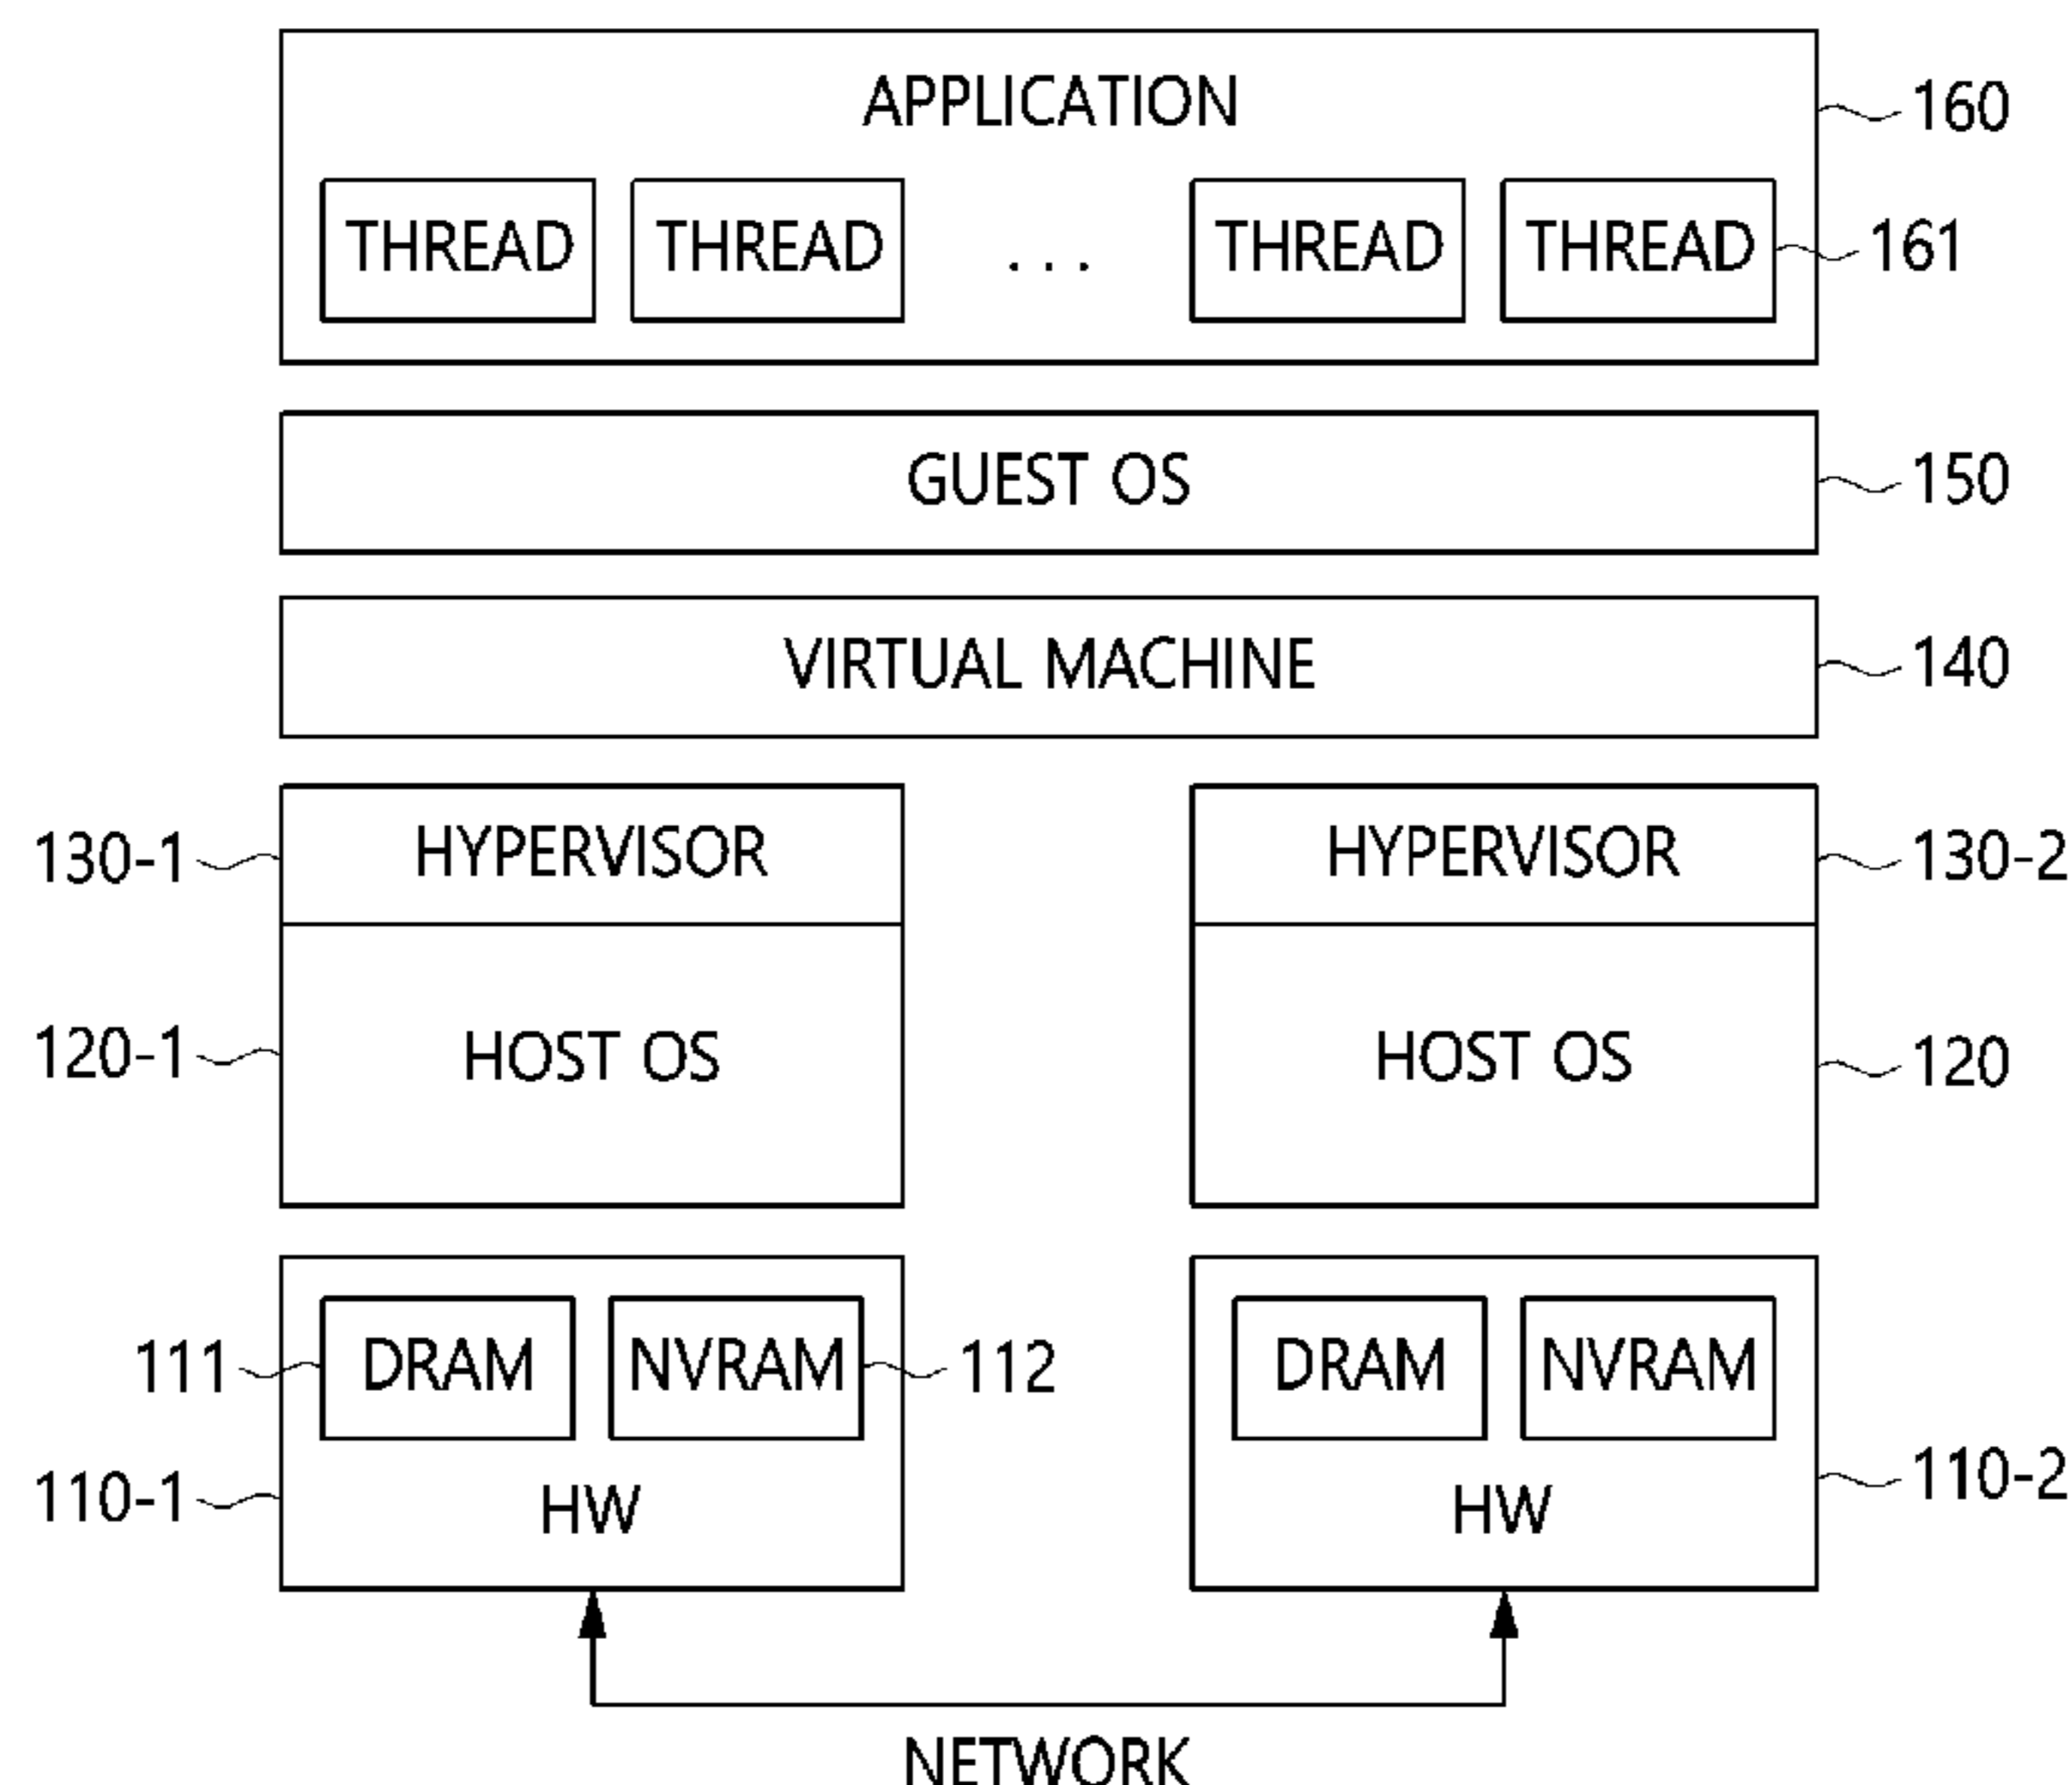 APPLICATION
160
THREAD THREAD ... THREAD THREAD
161
GUEST OS
150
VIRTUAL MACHINE
140
130-1 HYPERVISOR HYPERVISOR 130-2
120-1 HOST OS HOST OS 120
111 DRAM NVRAM 112 DRAM NVRAM
110-1 HW HW 110-2
NETWORK